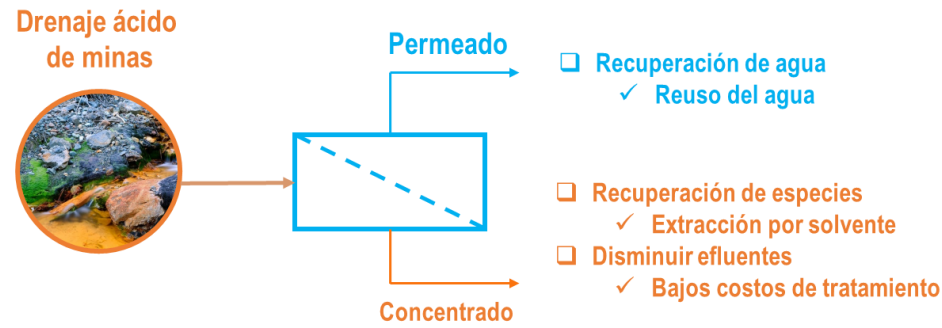 Drenaje ácido
de minas
Permeado
❑ Recuperación de agua
✓ Reuso del agua
❑ Recuperación de especies
✓ Extracción por solvente
❑ Disminuir efluentes
✓ Bajos costos de tratamiento
Concentrado